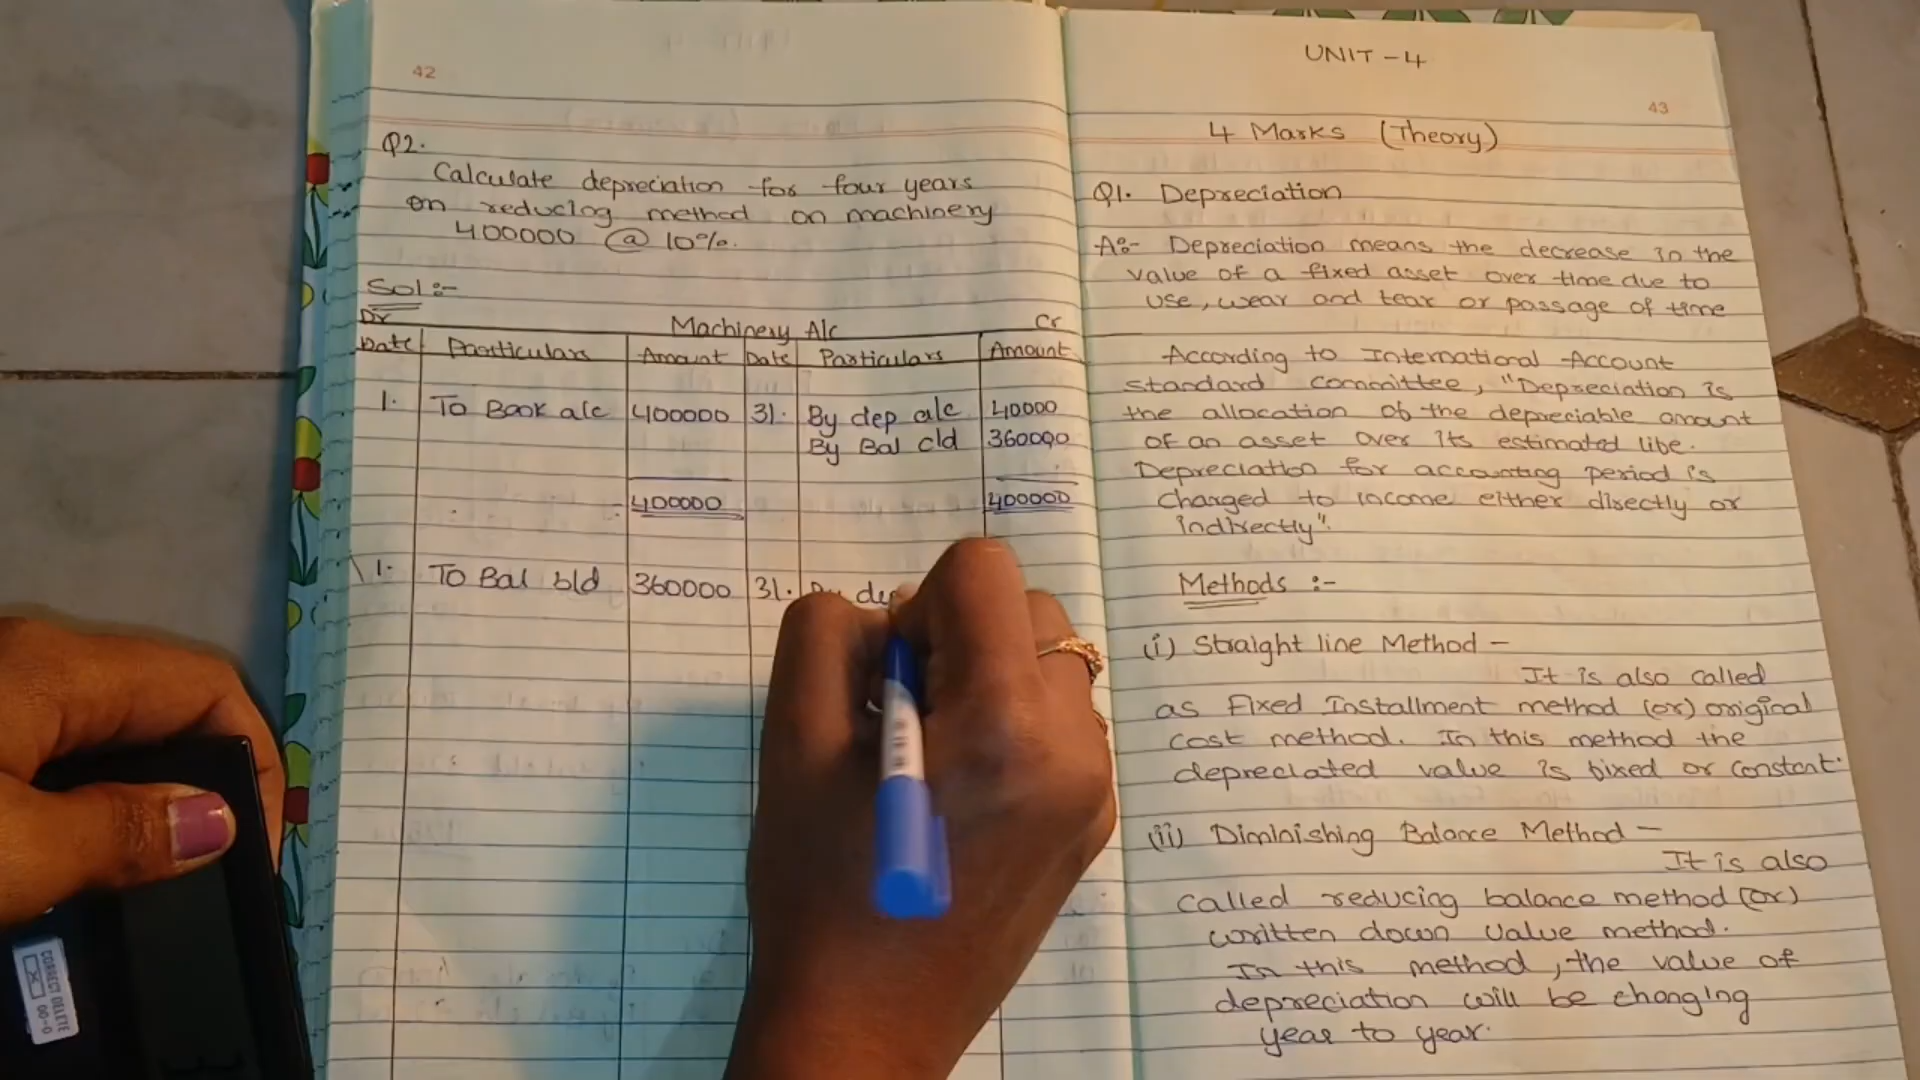 42
Q2.
Calculate depreciation for four years
on reducing method on machinery
400000 @ 10%.
Sol :-
Dr Machinery A/c Cr
Date Particulars Amount Date Particulars Amount
1. To Book a/c 400000 31. By dep a/c 40000
By Bal c/d 360000
400000 400000
1. To Bal b/d 360000 31. By dep
CORRECT DELETE
00-0
UNIT - 4
43
4 Marks (Theory)
Q1. Depreciation
A:- Depreciation means the decrease in the
value of a fixed asset over time due to
use, wear and tear or passage of time
According to International Account
standard committee, "Depreciation is
the allocation of the depreciable amount
of an asset over its estimated libe.
Depreciation for accounting period is
charged to income either directly or
indirectly".
Methods :-
(i) Straight line Method -
It is also called
as Fixed Installment method (or) original
cost method. In this method the
depreciated value is bixed or constant.
(ii) Diminishing Balance Method -
It is also
called reducing balance method (or)
written down value method.
In this method, the value of
depreciation will be changing
year to year.